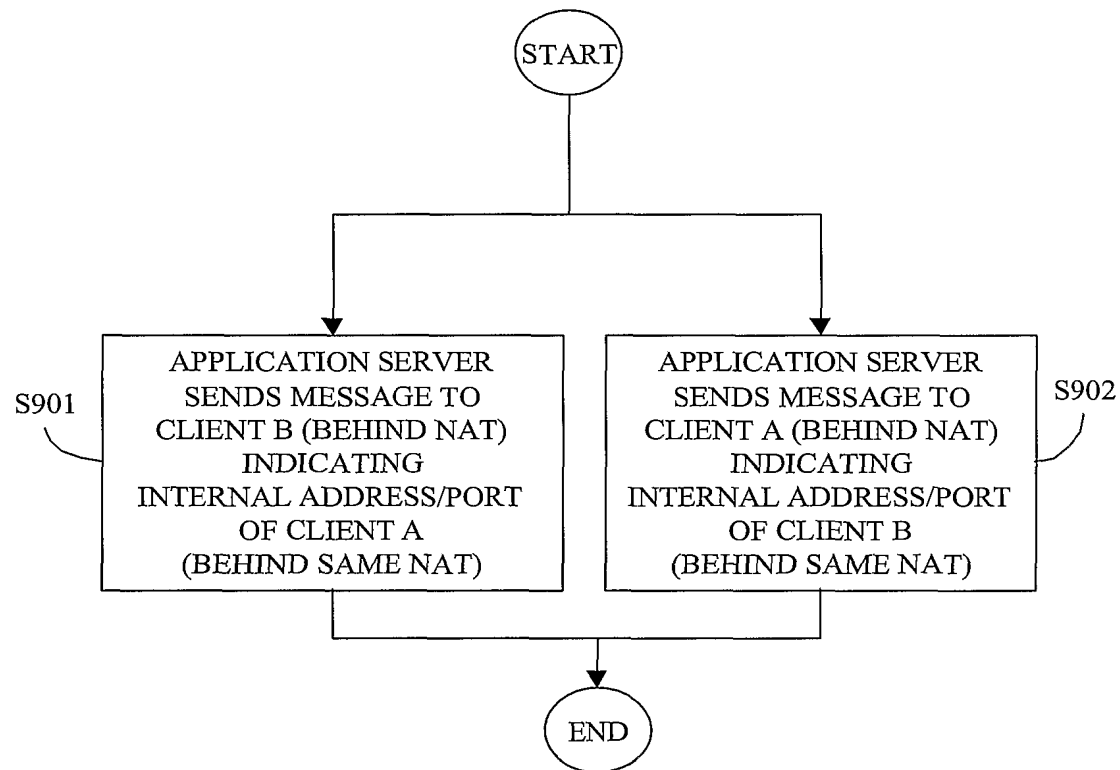 START
S901
APPLICATION SERVER
SENDS MESSAGE TO
CLIENT B (BEHIND NAT)
INDICATING
INTERNAL ADDRESS/PORT
OF CLIENT A
(BEHIND SAME NAT)
APPLICATION SERVER
SENDS MESSAGE TO
CLIENT A (BEHIND NAT)
INDICATING
INTERNAL ADDRESS/PORT
OF CLIENT B
(BEHIND SAME NAT)
S902
END